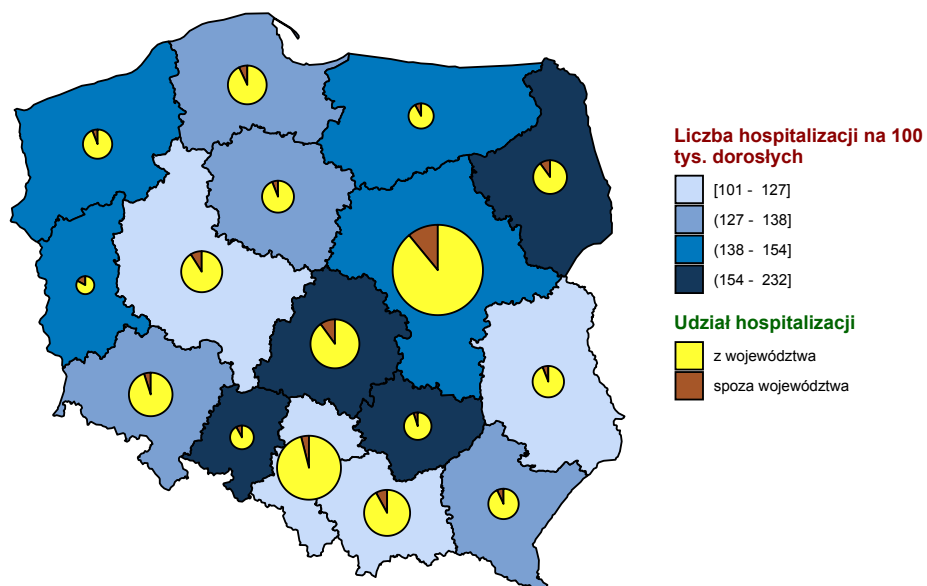 Liczba hospitalizacji na 100
tys. dorosłych
[101 - 127]
(127 - 138]
(138 - 154]
(154 - 232]
Udział hospitalizacji
z województwa
spoza województwa